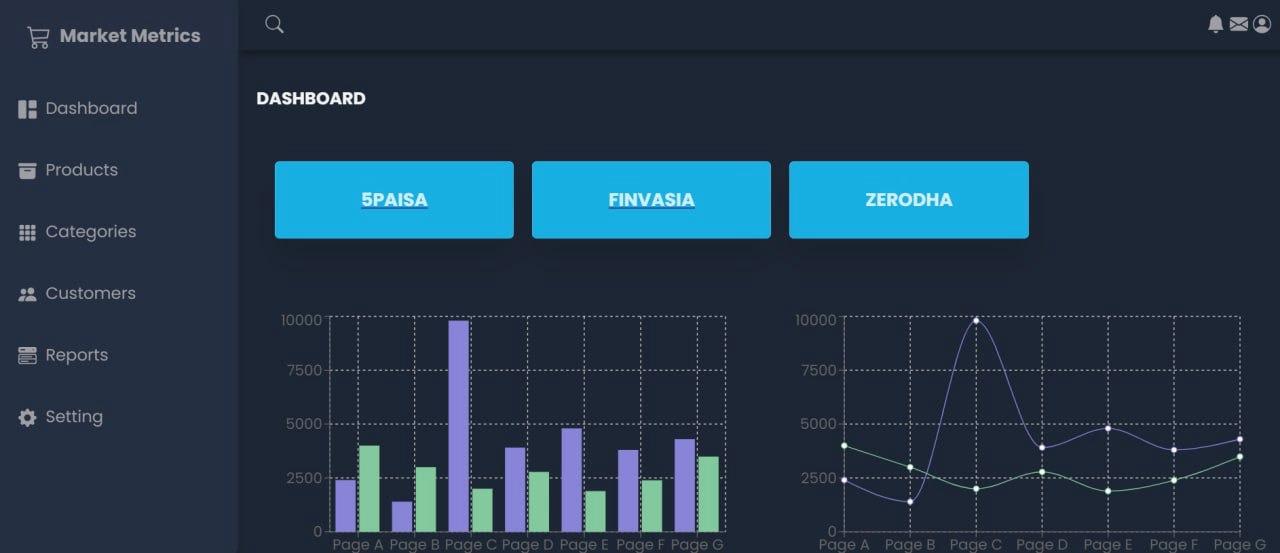 Market Metrics
Dashboard
Products
Categories
Customers
Reports
Setting
DASHBOARD
5PAISA
FINVASIA
ZERODHA
10000
7500
5000
2500
0
Page A Page B Page C Page D Page E Page F Page G
10000
7500
5000
2500
0
Page A Page B Page C Page D Page E Page F Page G